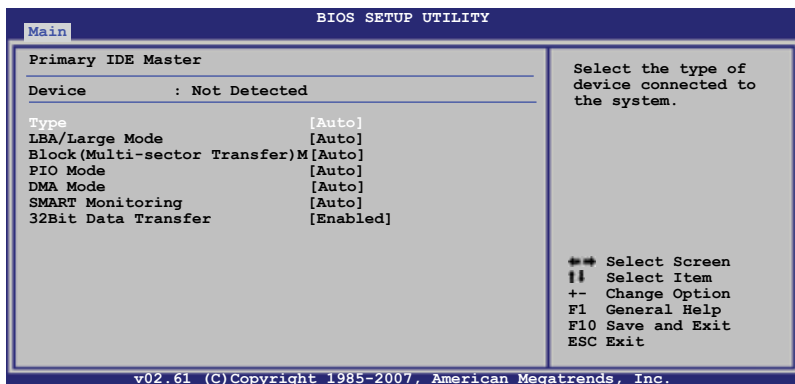 BIOS SETUP UTILITY
Main
Primary IDE Master
Device : Not Detected
Type [Auto]
LBA/Large Mode [Auto]
Block(Multi-sector Transfer)M[Auto]
PIO Mode [Auto]
DMA Mode [Auto]
SMART Monitoring [Auto]
32Bit Data Transfer [Enabled]
Select the type of
device connected to
the system.
←→ Select Screen
↑↓ Select Item
+- Change Option
F1 General Help
F10 Save and Exit
ESC Exit
v02.61 (C)Copyright 1985-2007, American Megatrends, Inc.